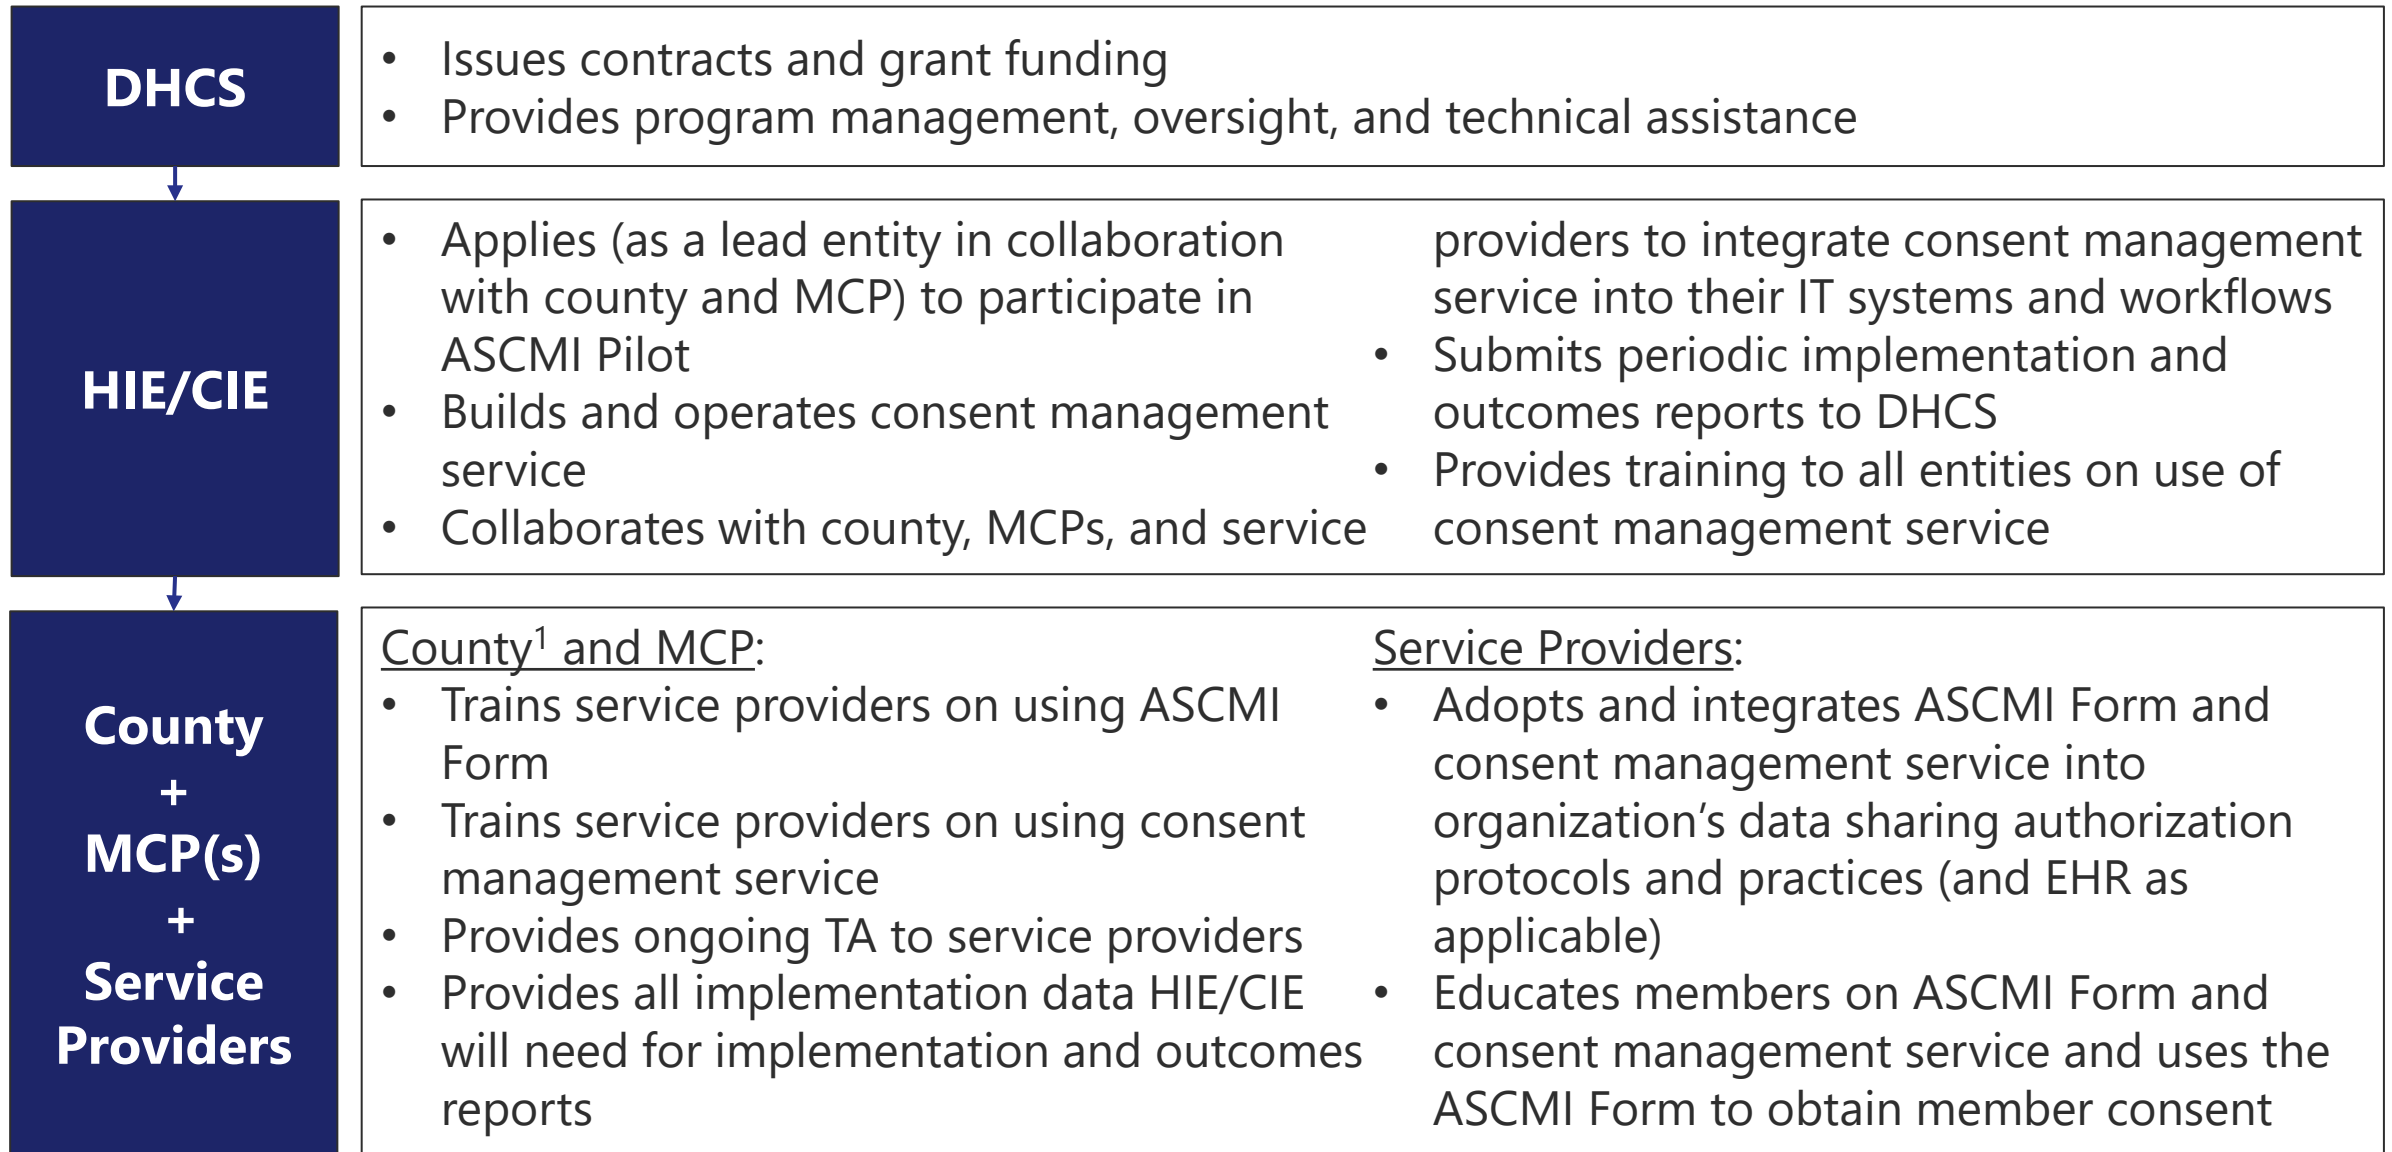 DHCS
• Issues contracts and grant funding
• Provides program management, oversight, and technical assistance
HIE/CIE
• Applies (as a lead entity in collaboration
with county and MCP) to participate in
ASCMI Pilot
• Builds and operates consent management
service
• Collaborates with county, MCPs, and service
providers to integrate consent management
service into their IT systems and workflows
• Submits periodic implementation and
outcomes reports to DHCS
• Provides training to all entities on use of
consent management service
County
+
MCP(s)
+
Service
Providers
County¹ and MCP:
• Trains service providers on using ASCMI
Form
• Trains service providers on using consent
management service
• Provides ongoing TA to service providers
• Provides all implementation data HIE/CIE
will need for implementation and outcomes
reports
Service Providers:
• Adopts and integrates ASCMI Form and
consent management service into
organization’s data sharing authorization
protocols and practices (and EHR as
applicable)
• Educates members on ASCMI Form and
consent management service and uses the
ASCMI Form to obtain member consent